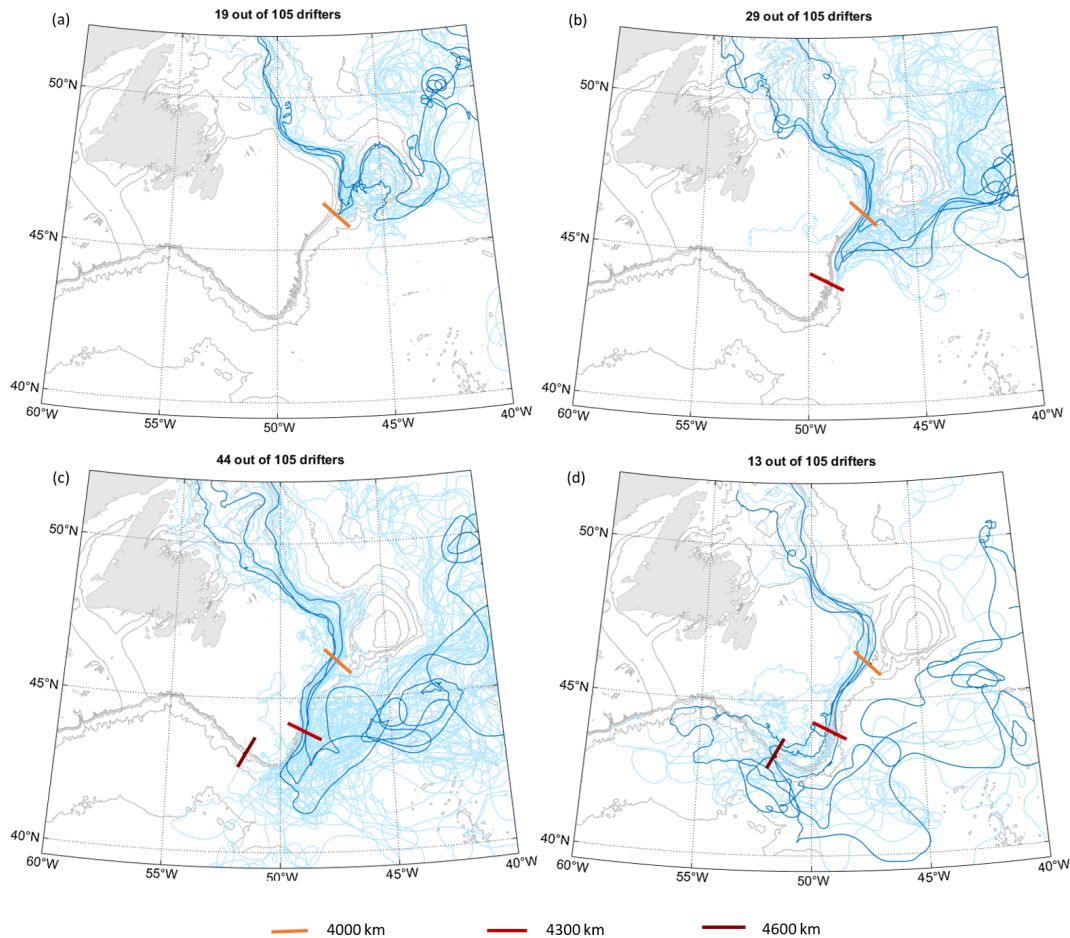 (a)
19 out of 105 drifters
50°N
45°N
40°N
60°W
55°W
50°W
45°W
40°W
(b)
29 out of 105 drifters
50°N
45°N
40°N
60°W
55°W
50°W
45°W
40°W
(c)
44 out of 105 drifters
50°N
45°N
40°N
60°W
55°W
50°W
45°W
40°W
(d)
13 out of 105 drifters
50°N
45°N
40°N
60°W
55°W
50°W
45°W
40°W
4000 km
4300 km
4600 km